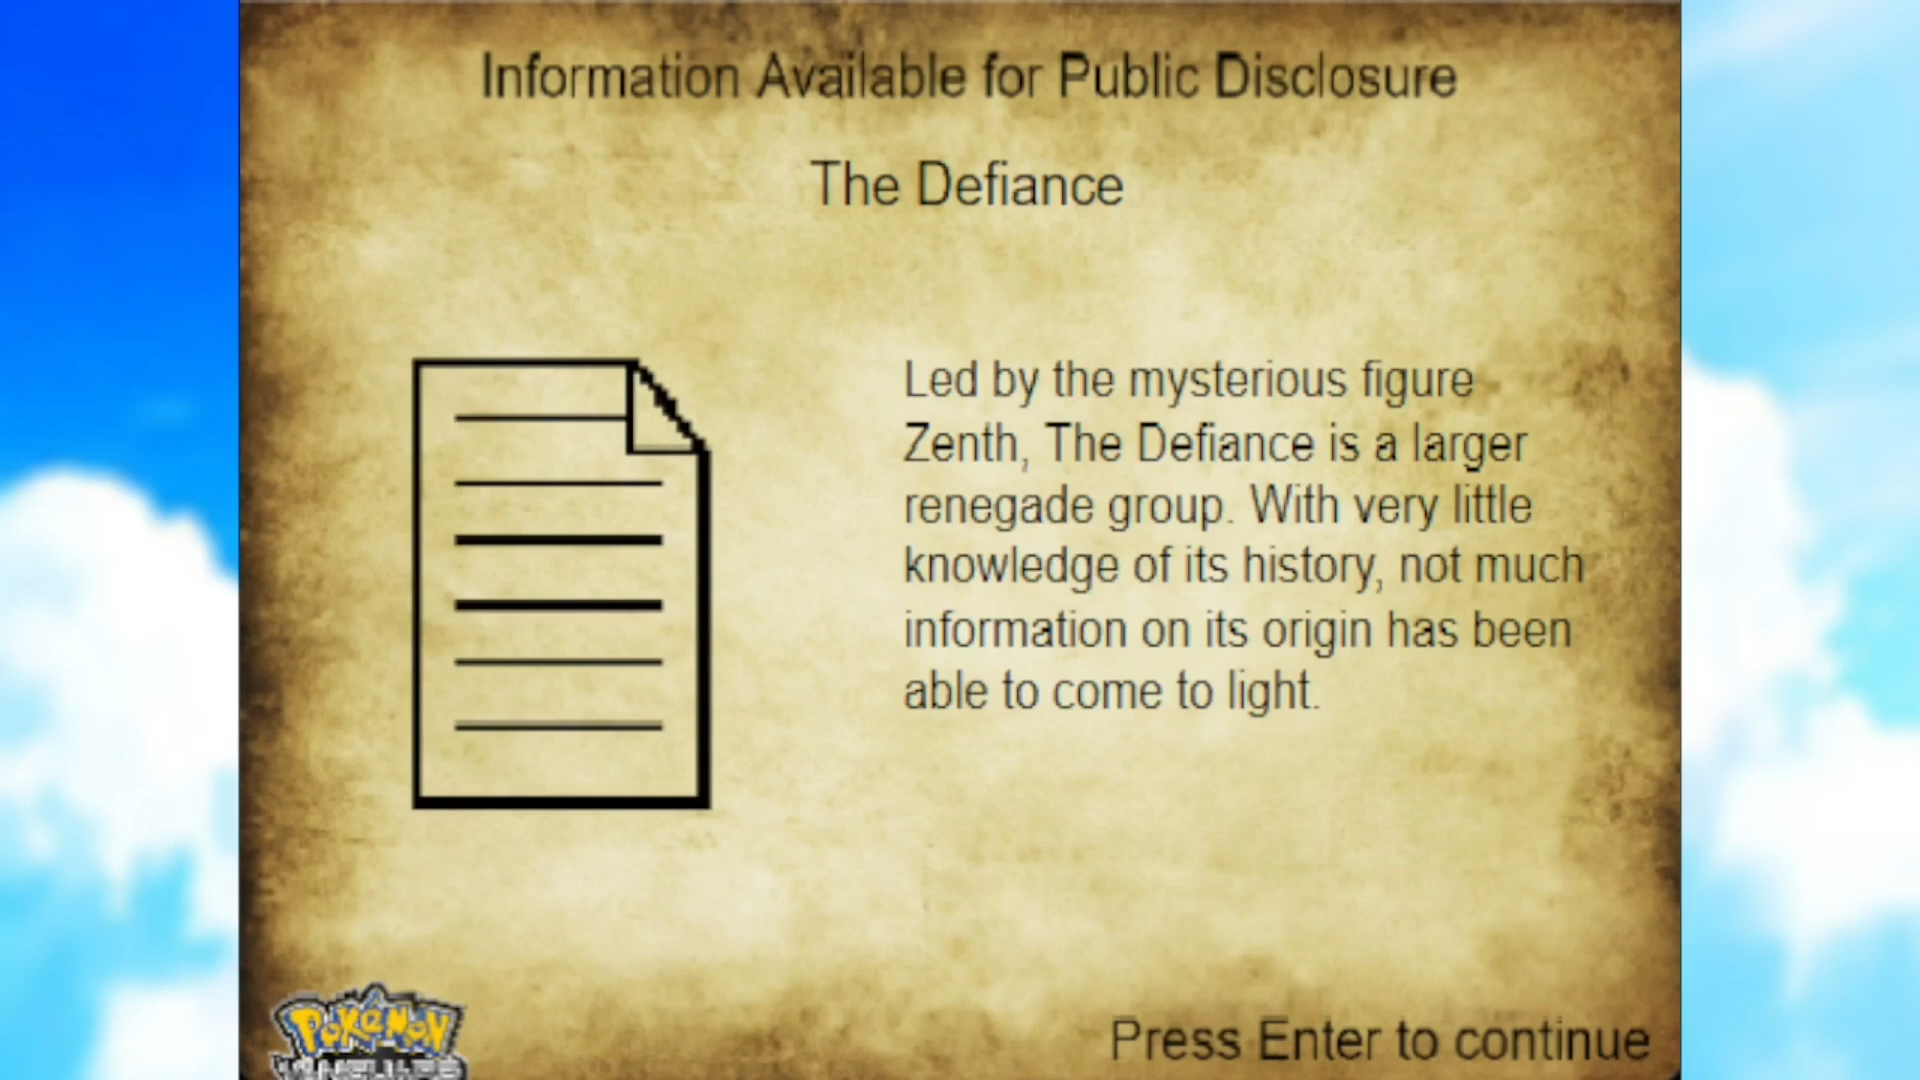 Information Available for Public Disclosure
The Defiance
Led by the mysterious figure
Zenth, The Defiance is a larger
renegade group. With very little
knowledge of its history, not much
information on its origin has been
able to come to light.
POKéMON
Press Enter to continue